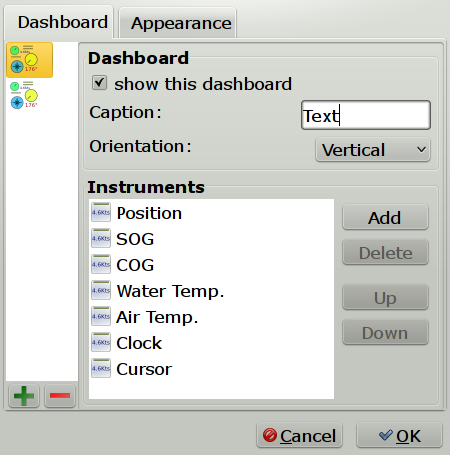 Dashboard Appearance
Dashboard
show this dashboard
Caption: Text
Orientation: Vertical
Instruments
4.6Kts Position Add
4.6Kts SOG
4.6Kts COG Delete
4.6Kts Water Temp. Up
4.6Kts Air Temp.
4.6Kts Clock Down
4.6Kts Cursor
Cancel OK